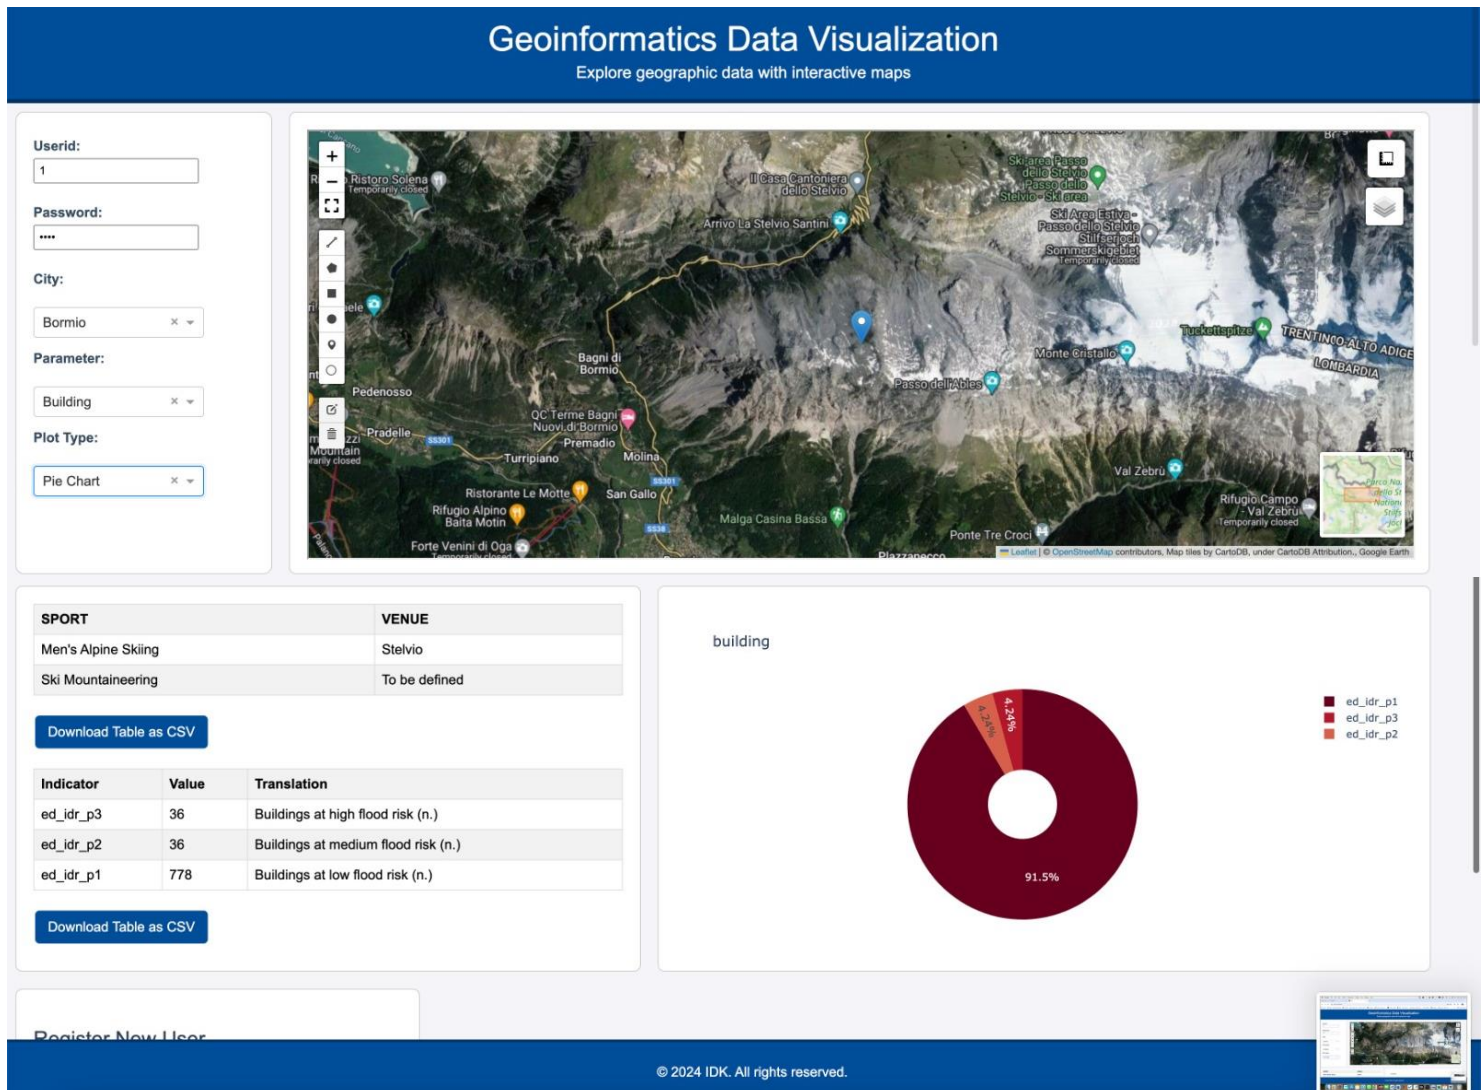 Geoinformatics Data Visualization
Explore geographic data with interactive maps
Userid:
1
Password:
••••
City:
Bormio
Parameter:
Building
Plot Type:
Pie Chart
+
−
Cancano
Ristoro Solena
Temporarily closed
Il Casa Cantoniera
dello Stelvio
Arrivo La Stelvio Santini
Ski area Passo
dello Stelvio
- Passo dello
Stelvio - Ski area
Ski Area Estiva -
Passo dello Stelvio
Stilfserjoch
Sommerskigebiet
Temporarily closed
Tuckettspitze
TRENTINO-ALTO ADIGE
LOMBARDIA
Monte Cristallo
Passo dell'Ables
Bagni di
Bormio
Pedenosso
QC Terme Bagni
Nuovi di Bormio
Pradelle
SS301
Premadio
Mountain
Turripiano
Molina
SS301
Val Zebrù
Ristorante Le Motte
San Gallo
Rifugio Alpino
Baita Motin
Malga Casina Bassa
SS38
Rifugio Campo
- Val Zebrù
Temporarily closed
Ponte Tre Croci
Forte Venini di Oga
Temporarily closed
Plazzanecco
Leaflet | © OpenStreetMap contributors, Map tiles by CartoDB, under CartoDB Attribution., Google Earth
SPORT VENUE
Men's Alpine Skiing Stelvio
Ski Mountaineering To be defined
Download Table as CSV
Indicator Value Translation
ed_idr_p3 36 Buildings at high flood risk (n.)
ed_idr_p2 36 Buildings at medium flood risk (n.)
ed_idr_p1 778 Buildings at low flood risk (n.)
Download Table as CSV
building
4.24%
4.24%
91.5%
ed_idr_p1
ed_idr_p3
ed_idr_p2
Register New User
© 2024 IDK. All rights reserved.